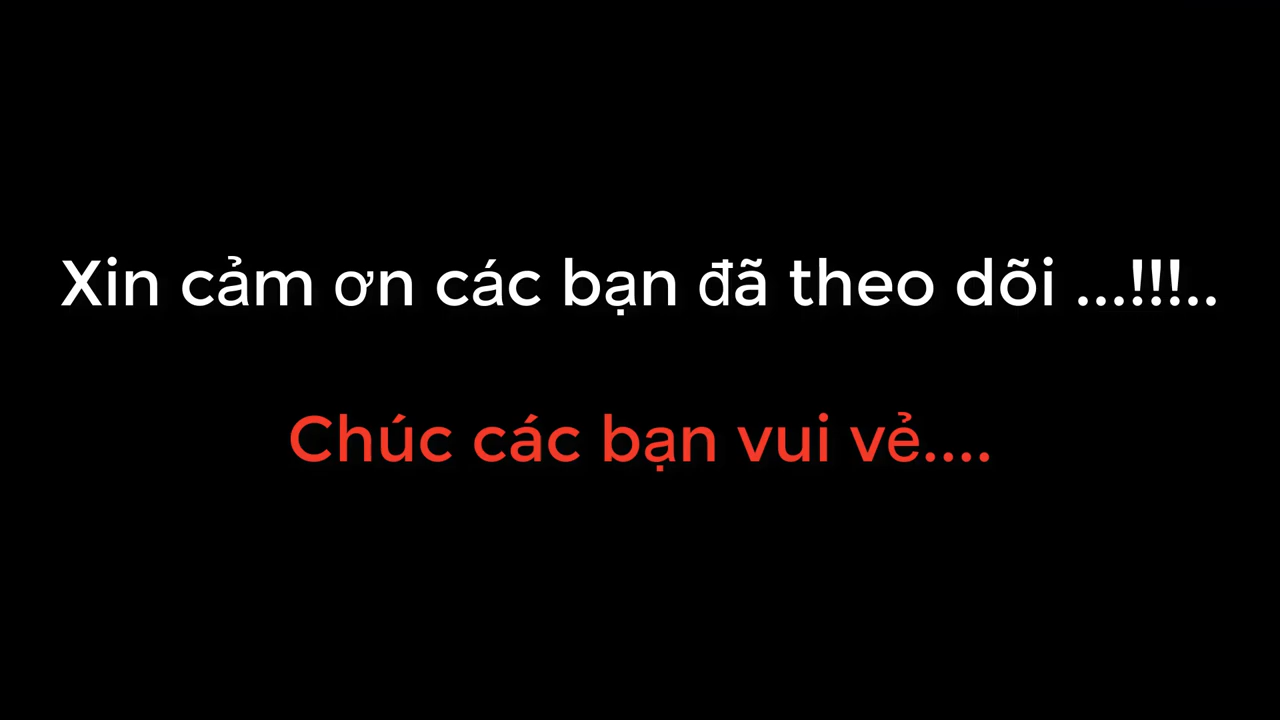 Xin cảm ơn các bạn đã theo dõi ...!!!..
Chúc các bạn vui vẻ....